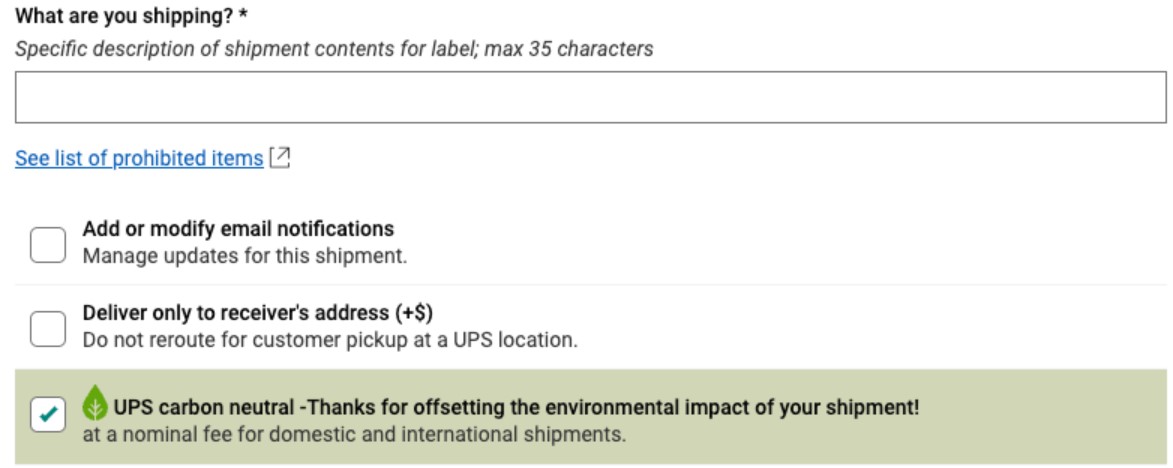 What are you shipping? *
Specific description of shipment contents for label; max 35 characters
See list of prohibited items
Add or modify email notifications
Manage updates for this shipment.
Deliver only to receiver's address (+$)
Do not reroute for customer pickup at a UPS location.
UPS carbon neutral -Thanks for offsetting the environmental impact of your shipment!
at a nominal fee for domestic and international shipments.